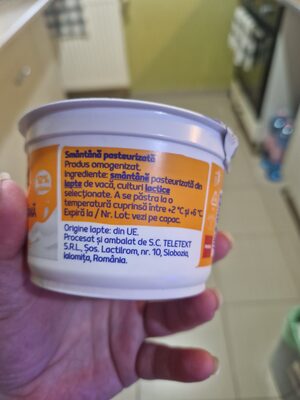 Smântână pasteurizată
Produs omogenizat.
Ingrediente: smântână pasteurizată din
lapte de vacă, culturi lactice
selecționate. A se păstra la o
temperatură cuprinsă între +2 °C și +6 °C.
Expiră la / Nr. Lot: vezi pe capac.
Origine lapte: din UE.
Procesat și ambalat de S.C. TELETEXT
S.R.L., Șos. Lactilrom, nr. 10, Slobozia,
Ialomița, România.